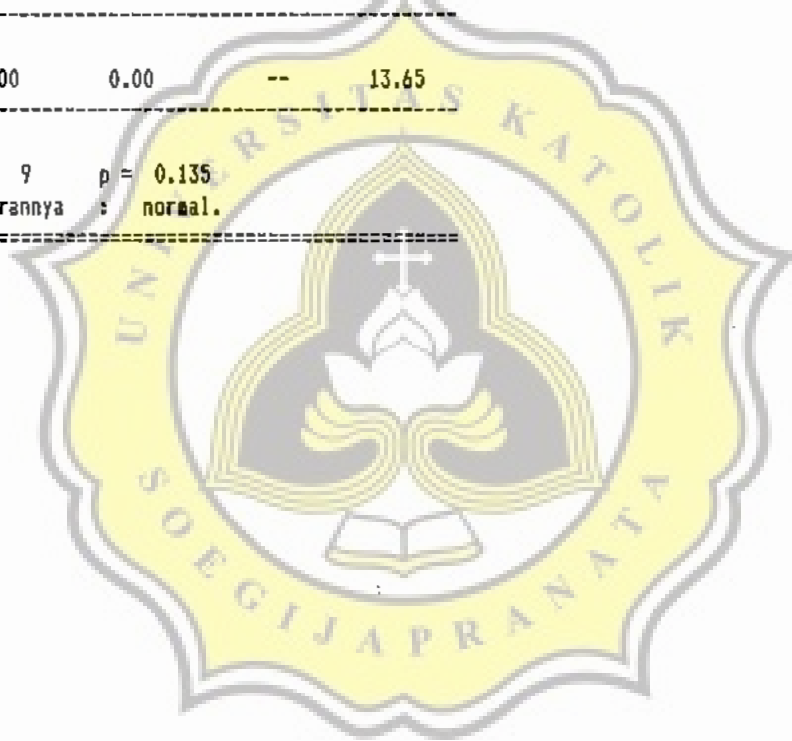 00 0.00 -- 13.65
9 p = 0.135
rannya : normal.
UNIVERSITAS KATOLIK
SOEGIJAPRANATA